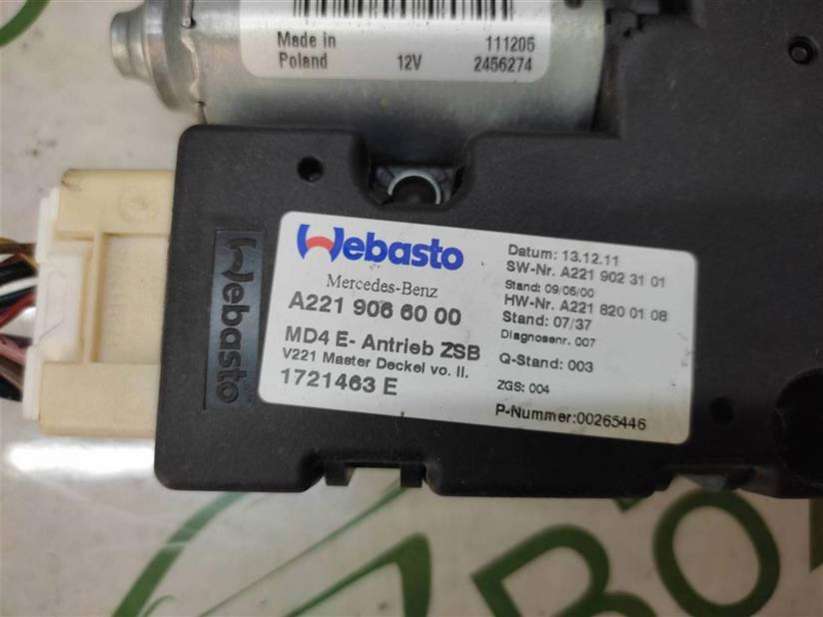 Made in
Poland
12V
111205
2456274
Webasto
Webasto
Mercedes-Benz
A221 906 60 00
MD4 E- Antrieb ZSB
V221 Master Deckel vo. II.
1721463 E
Datum: 13.12.11
SW-Nr. A221 902 31 01
Stand: 09/05/00
HW-Nr. A221 820 01 08
Stand: 07/37
Diagnosenr. 007
Q-Stand: 003
ZGS: 004
P-Nummer:00265446